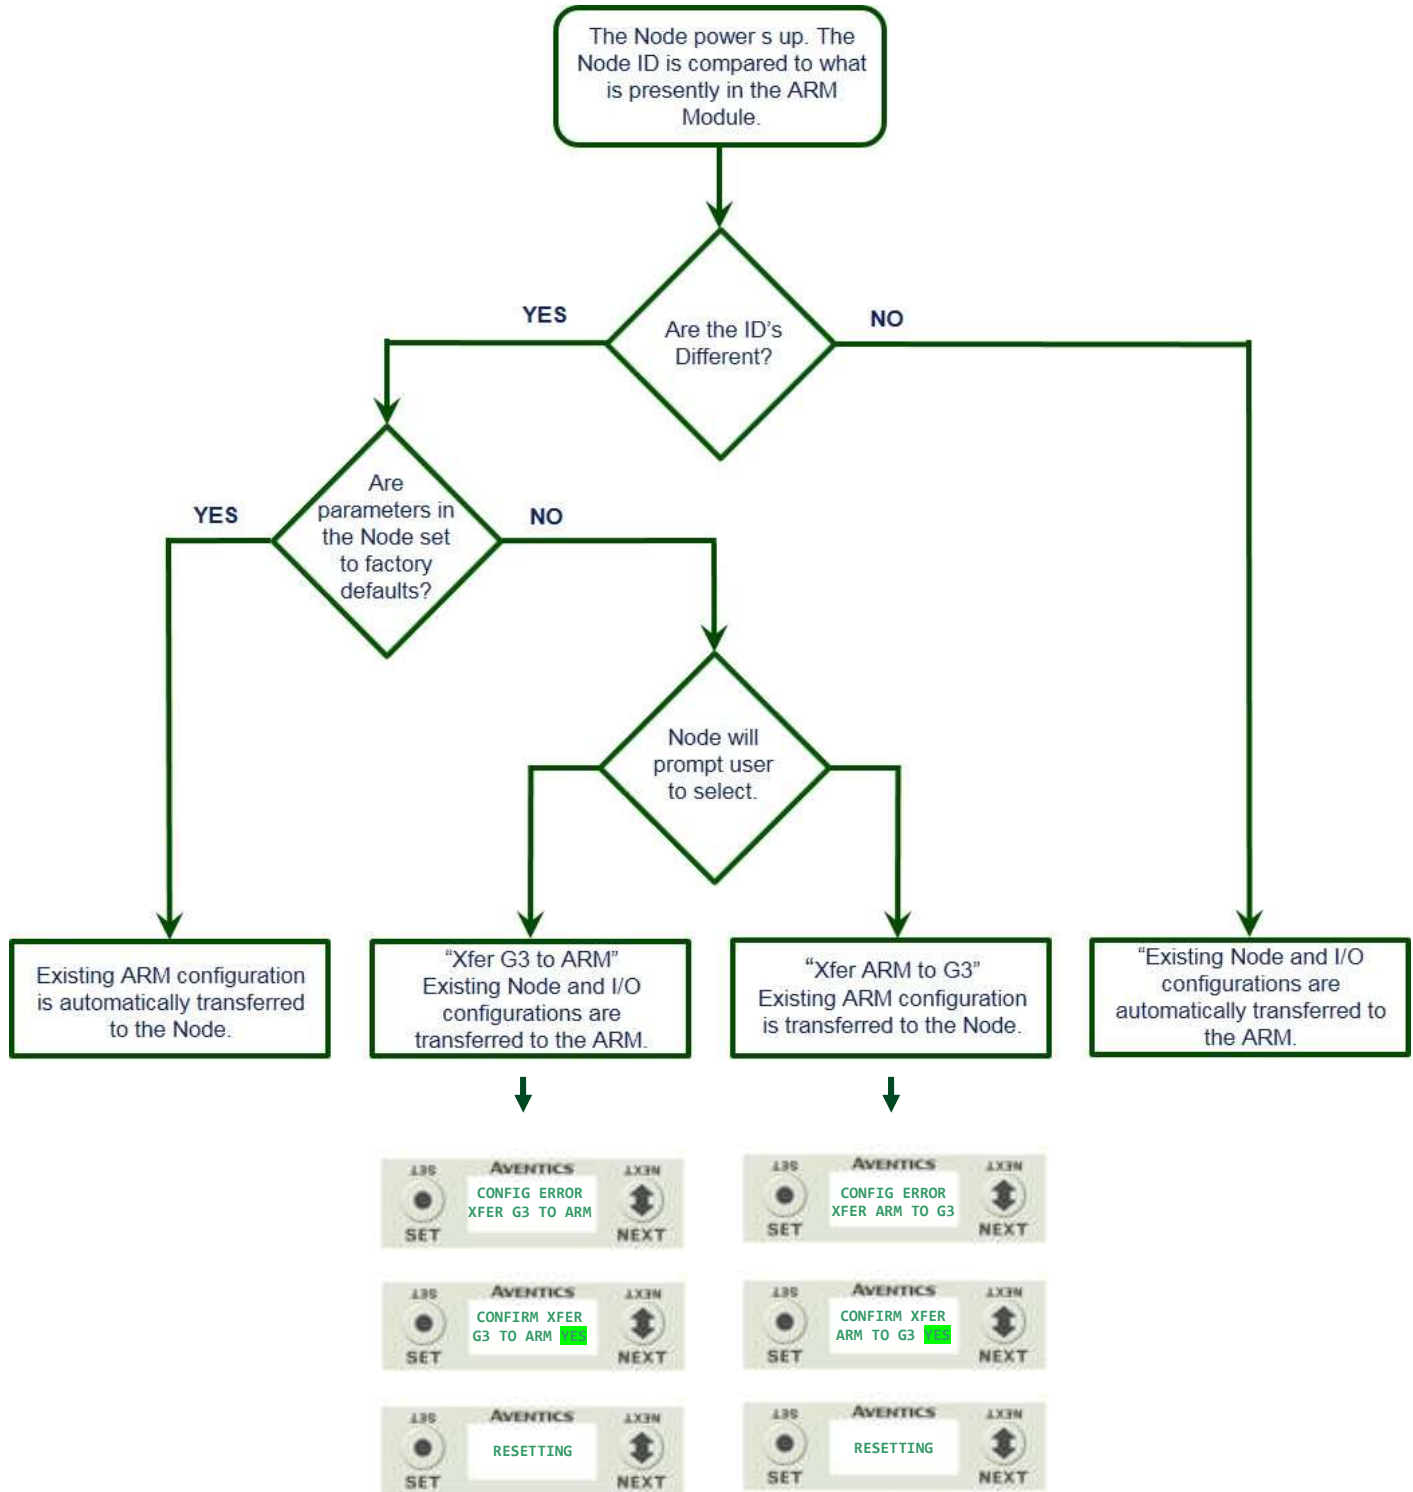 The Node power s up. The
Node ID is compared to what
is presently in the ARM
Module.
YES
NO
Are the ID's
Different?
YES
NO
Are
parameters in
the Node set
to factory
defaults?
Node will
prompt user
to select.
Existing ARM configuration
is automatically transferred
to the Node.
“Xfer G3 to ARM”
Existing Node and I/O
configurations are
transferred to the ARM.
“Xfer ARM to G3”
Existing ARM configuration
is transferred to the Node.
“Existing Node and I/O
configurations are
automatically transferred to
the ARM.
SET AVENTICS NEXT
CONFIG ERROR
XFER G3 TO ARM
SET NEXT
SET AVENTICS NEXT
CONFIG ERROR
XFER ARM TO G3
SET NEXT
SET AVENTICS NEXT
CONFIRM XFER
G3 TO ARM YES
SET NEXT
SET AVENTICS NEXT
CONFIRM XFER
ARM TO G3 YES
SET NEXT
SET AVENTICS NEXT
RESETTING
SET NEXT
SET AVENTICS NEXT
RESETTING
SET NEXT